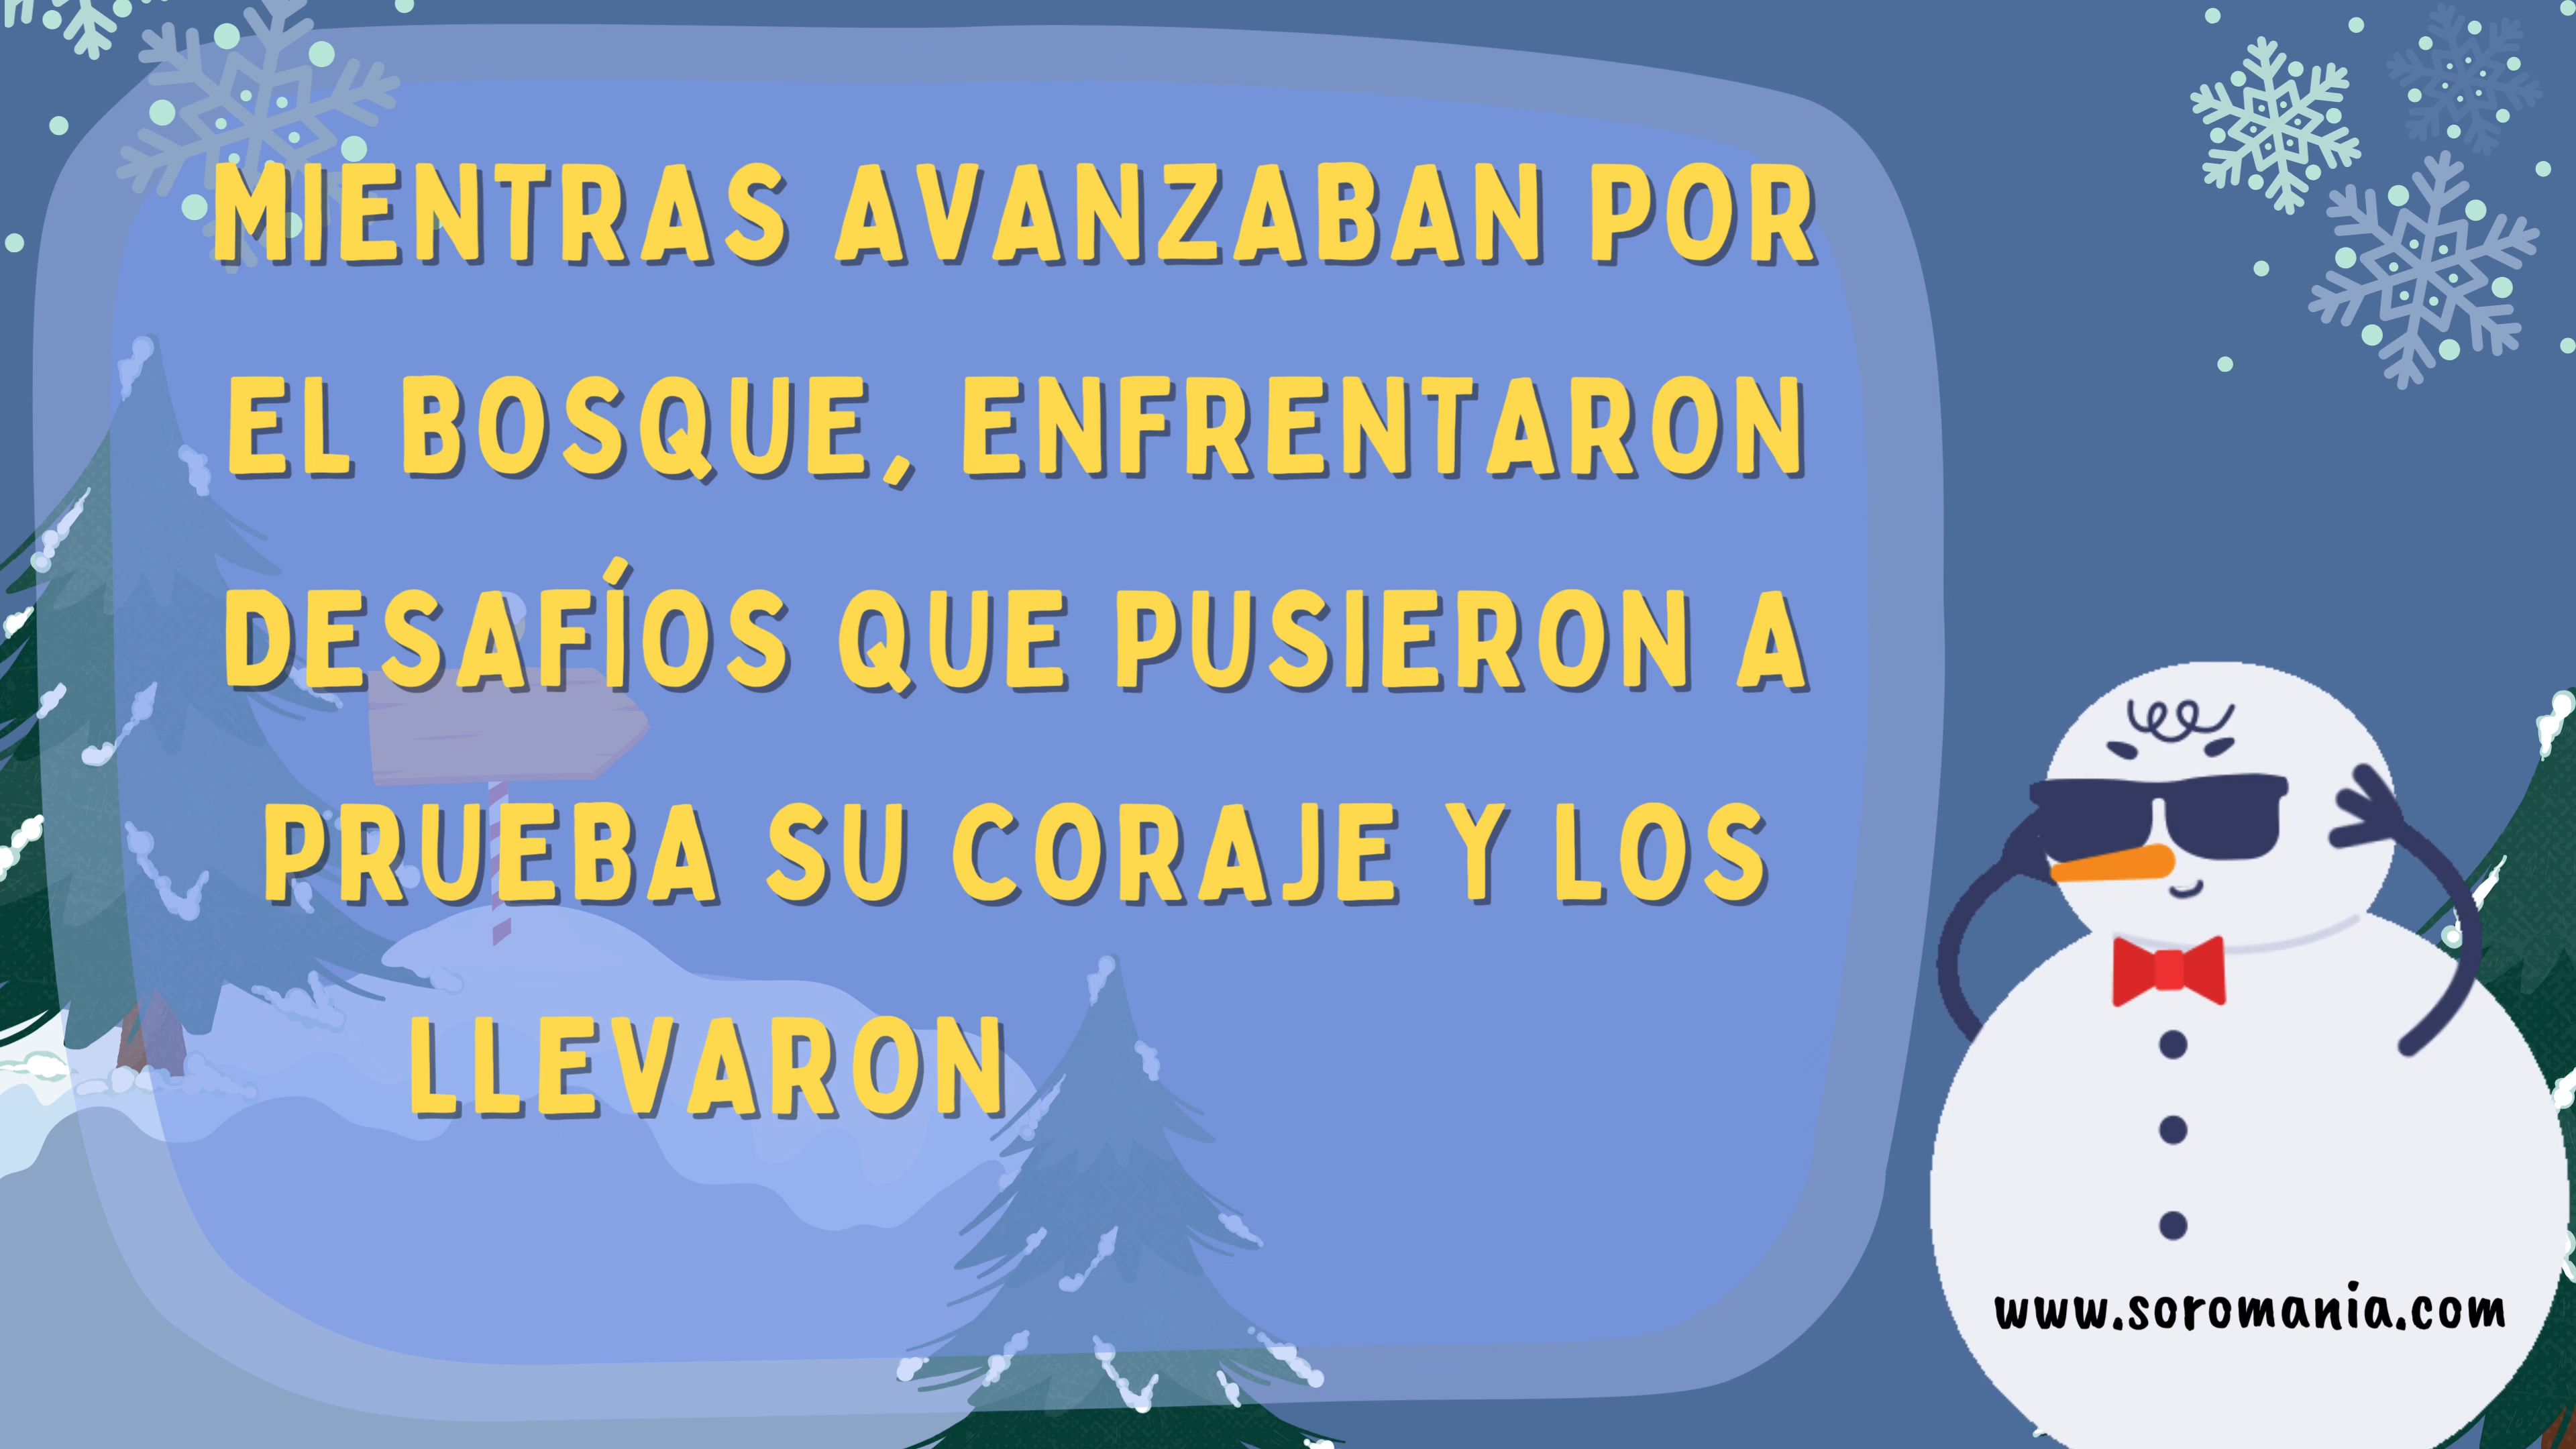 MIENTRAS AVANZABAN POR
EL BOSQUE, ENFRENTARON
DESAFÍOS QUE PUSIERON A
PRUEBA SU CORAJE Y LOS
LLEVARON
www.soromania.com